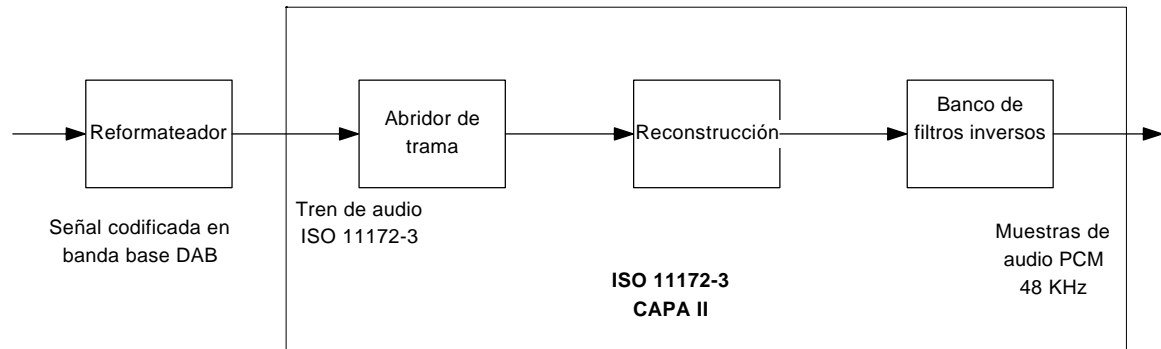 Reformateador
Abridor de
trama
Reconstrucción
Banco de
filtros inversos
Señal codificada en
banda base DAB
Tren de audio
ISO 11172-3
ISO 11172-3
CAPA II
Muestras de
audio PCM
48 KHz